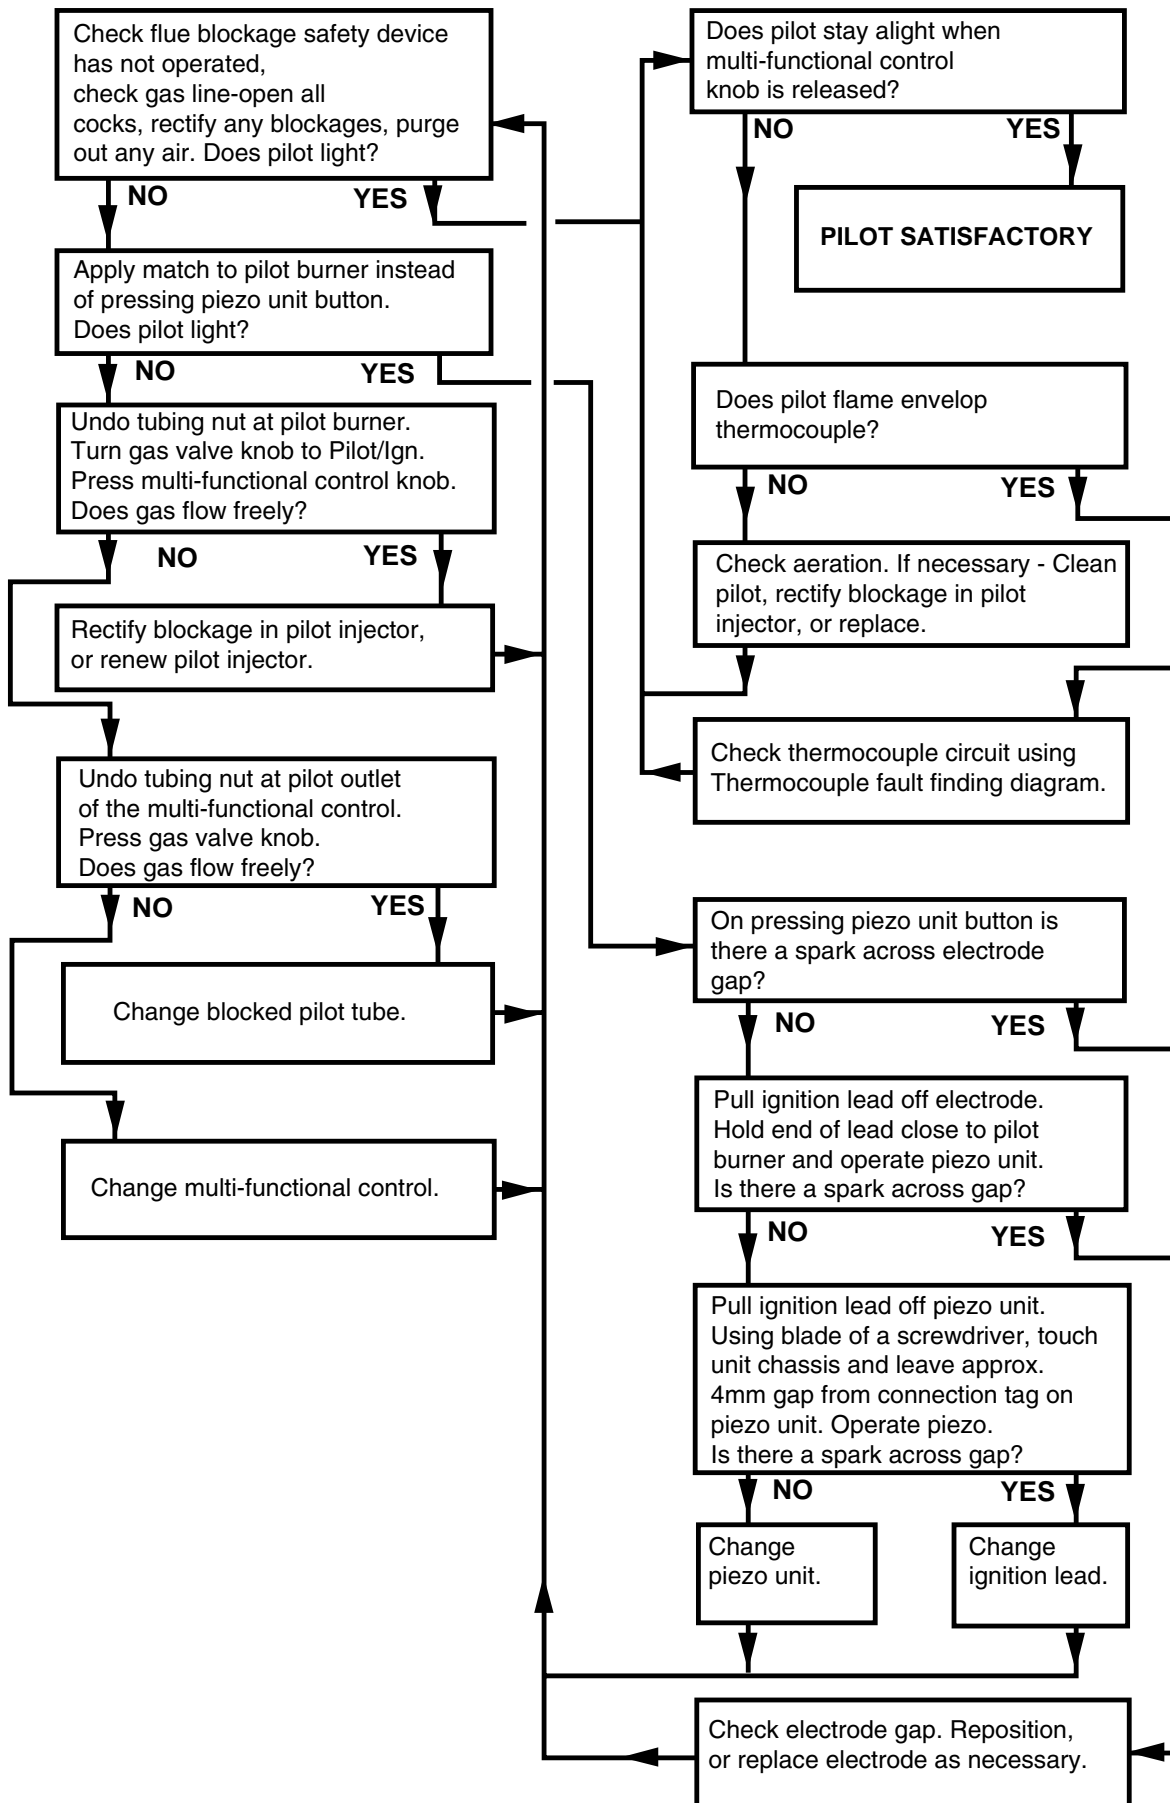 Check flue blockage safety device
has not operated,
check gas line-open all
cocks, rectify any blockages, purge
out any air. Does pilot light?
NO
YES
Apply match to pilot burner instead
of pressing piezo unit button.
Does pilot light?
NO
YES
Undo tubing nut at pilot burner.
Turn gas valve knob to Pilot/Ign.
Press multi-functional control knob.
Does gas flow freely?
NO
YES
Rectify blockage in pilot injector,
or renew pilot injector.
Undo tubing nut at pilot outlet
of the multi-functional control.
Press gas valve knob.
Does gas flow freely?
NO
YES
Change blocked pilot tube.
Change multi-functional control.
Does pilot stay alight when
multi-functional control
knob is released?
NO
YES
PILOT SATISFACTORY
Does pilot flame envelop
thermocouple?
NO
YES
Check aeration. If necessary - Clean
pilot, rectify blockage in pilot
injector, or replace.
Check thermocouple circuit using
Thermocouple fault finding diagram.
On pressing piezo unit button is
there a spark across electrode
gap?
NO
YES
Pull ignition lead off electrode.
Hold end of lead close to pilot
burner and operate piezo unit.
Is there a spark across gap?
NO
YES
Pull ignition lead off piezo unit.
Using blade of a screwdriver, touch
unit chassis and leave approx.
4mm gap from connection tag on
piezo unit. Operate piezo.
Is there a spark across gap?
NO
YES
Change
piezo unit.
Change
ignition lead.
Check electrode gap. Reposition,
or replace electrode as necessary.